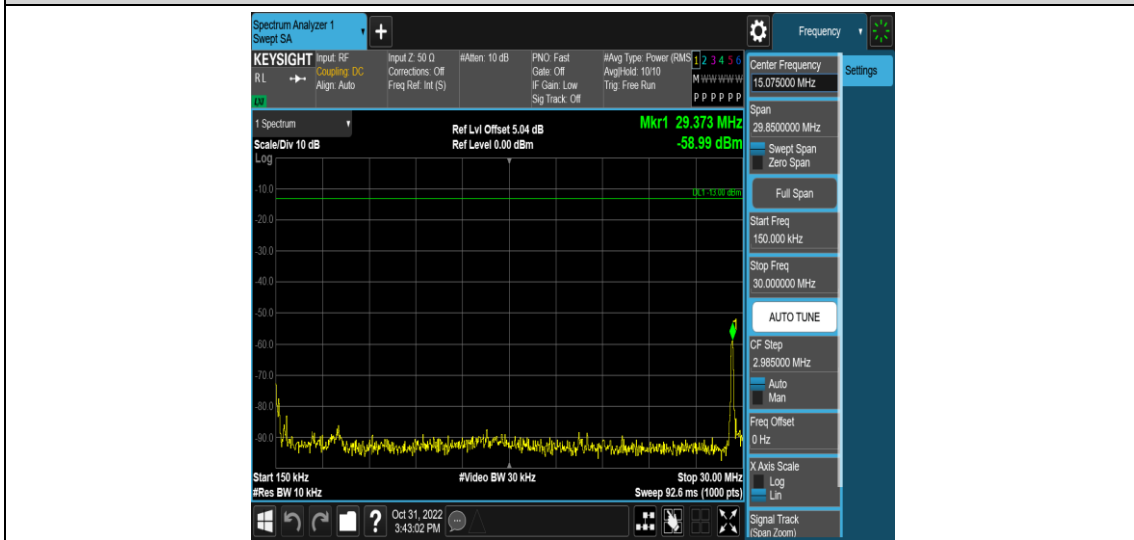 Spectrum Analyzer 1
Swept SA
+
Frequency
KEYSIGHT
RL
Input: RF
Coupling: DC
Align: Auto
Input Z: 50 Ω
Corrections: Off
Freq Ref: Int (S)
#Atten: 10 dB
PNO: Fast
Gate: Off
IF Gain: Low
Sig Track: Off
#Avg Type: Power (RMS
Avg|Hold: 10/10
Trig: Free Run
1 2 3 4 5 6
M W W W W W
P P P P P P
1 Spectrum
Scale/Div 10 dB
Log
Ref Lvl Offset 5.04 dB
Ref Level 0.00 dBm
Mkr1 29.373 MHz
-58.99 dBm
DL1 -13.00 dBm
-10.0
-20.0
-30.0
-40.0
-50.0
-60.0
-70.0
-80.0
-90.0
Start 150 kHz
#Res BW 10 kHz
#Video BW 30 kHz
Stop 30.00 MHz
Sweep 92.6 ms (1000 pts)
?
Oct 31, 2022
3:43:02 PM
Center Frequency
15.075000 MHz
Settings
Span
29.8500000 MHz
Swept Span
Zero Span
Full Span
Start Freq
150.000 kHz
Stop Freq
30.000000 MHz
AUTO TUNE
CF Step
2.985000 MHz
Auto
Man
Freq Offset
0 Hz
X Axis Scale
Log
Lin
Signal Track
(Span Zoom)